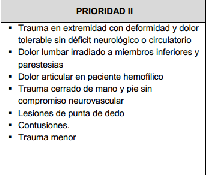 PRIORIDAD II
▪ Trauma en extremidad con deformidad y dolor
tolerable sin déficit neurológico o circulatorio
▪ Dolor lumbar irradiado a miembros inferiores y
parestesias
▪ Dolor articular en paciente hemofílico
▪ Trauma cerrado de mano y pie sin
compromiso neurovascular
▪ Lesiones de punta de dedo
▪ Contusiones.
▪ Trauma menor